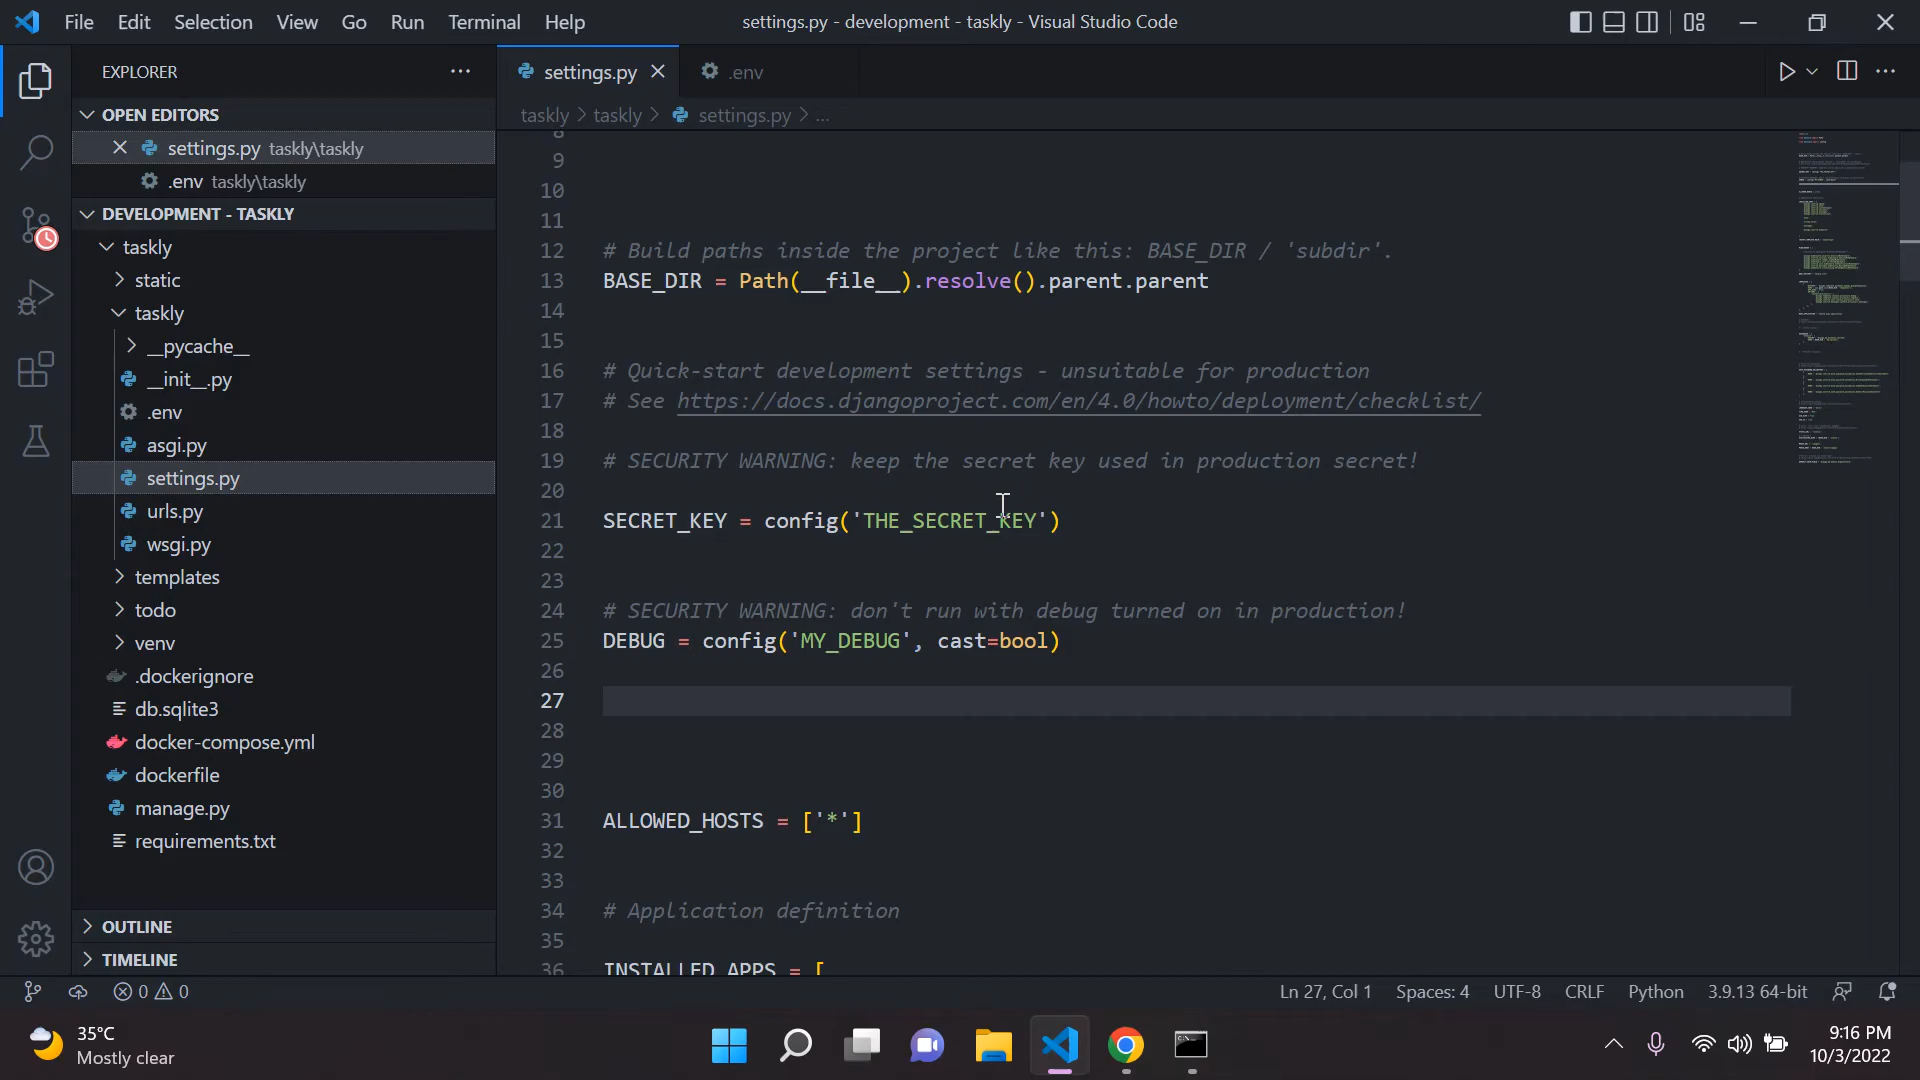 File Edit Selection View Go Run Terminal Help
settings.py - development - taskly - Visual Studio Code
EXPLORER
OPEN EDITORS
settings.py taskly\taskly
.env taskly\taskly
DEVELOPMENT - TASKLY
taskly
static
taskly
__pycache__
__init__.py
.env
asgi.py
settings.py
urls.py
wsgi.py
templates
todo
venv
.dockerignore
db.sqlite3
docker-compose.yml
dockerfile
manage.py
requirements.txt
OUTLINE
TIMELINE
settings.py .env
taskly > taskly > settings.py > ...
8
9
10
11
12 # Build paths inside the project like this: BASE_DIR / 'subdir'.
13 BASE_DIR = Path(__file__).resolve().parent.parent
14
15
16 # Quick-start development settings - unsuitable for production
17 # See https://docs.djangoproject.com/en/4.0/howto/deployment/checklist/
18
19 # SECURITY WARNING: keep the secret key used in production secret!
20
21 SECRET_KEY = config('THE_SECRET_KEY')
22
23
24 # SECURITY WARNING: don't run with debug turned on in production!
25 DEBUG = config('MY_DEBUG', cast=bool)
26
27
28
29
30
31 ALLOWED_HOSTS = ['*']
32
33
34 # Application definition
35
36 INSTALLED_APPS = [
0 0
Ln 27, Col 1 Spaces: 4 UTF-8 CRLF Python 3.9.13 64-bit
35°C
Mostly clear
9:16 PM
10/3/2022